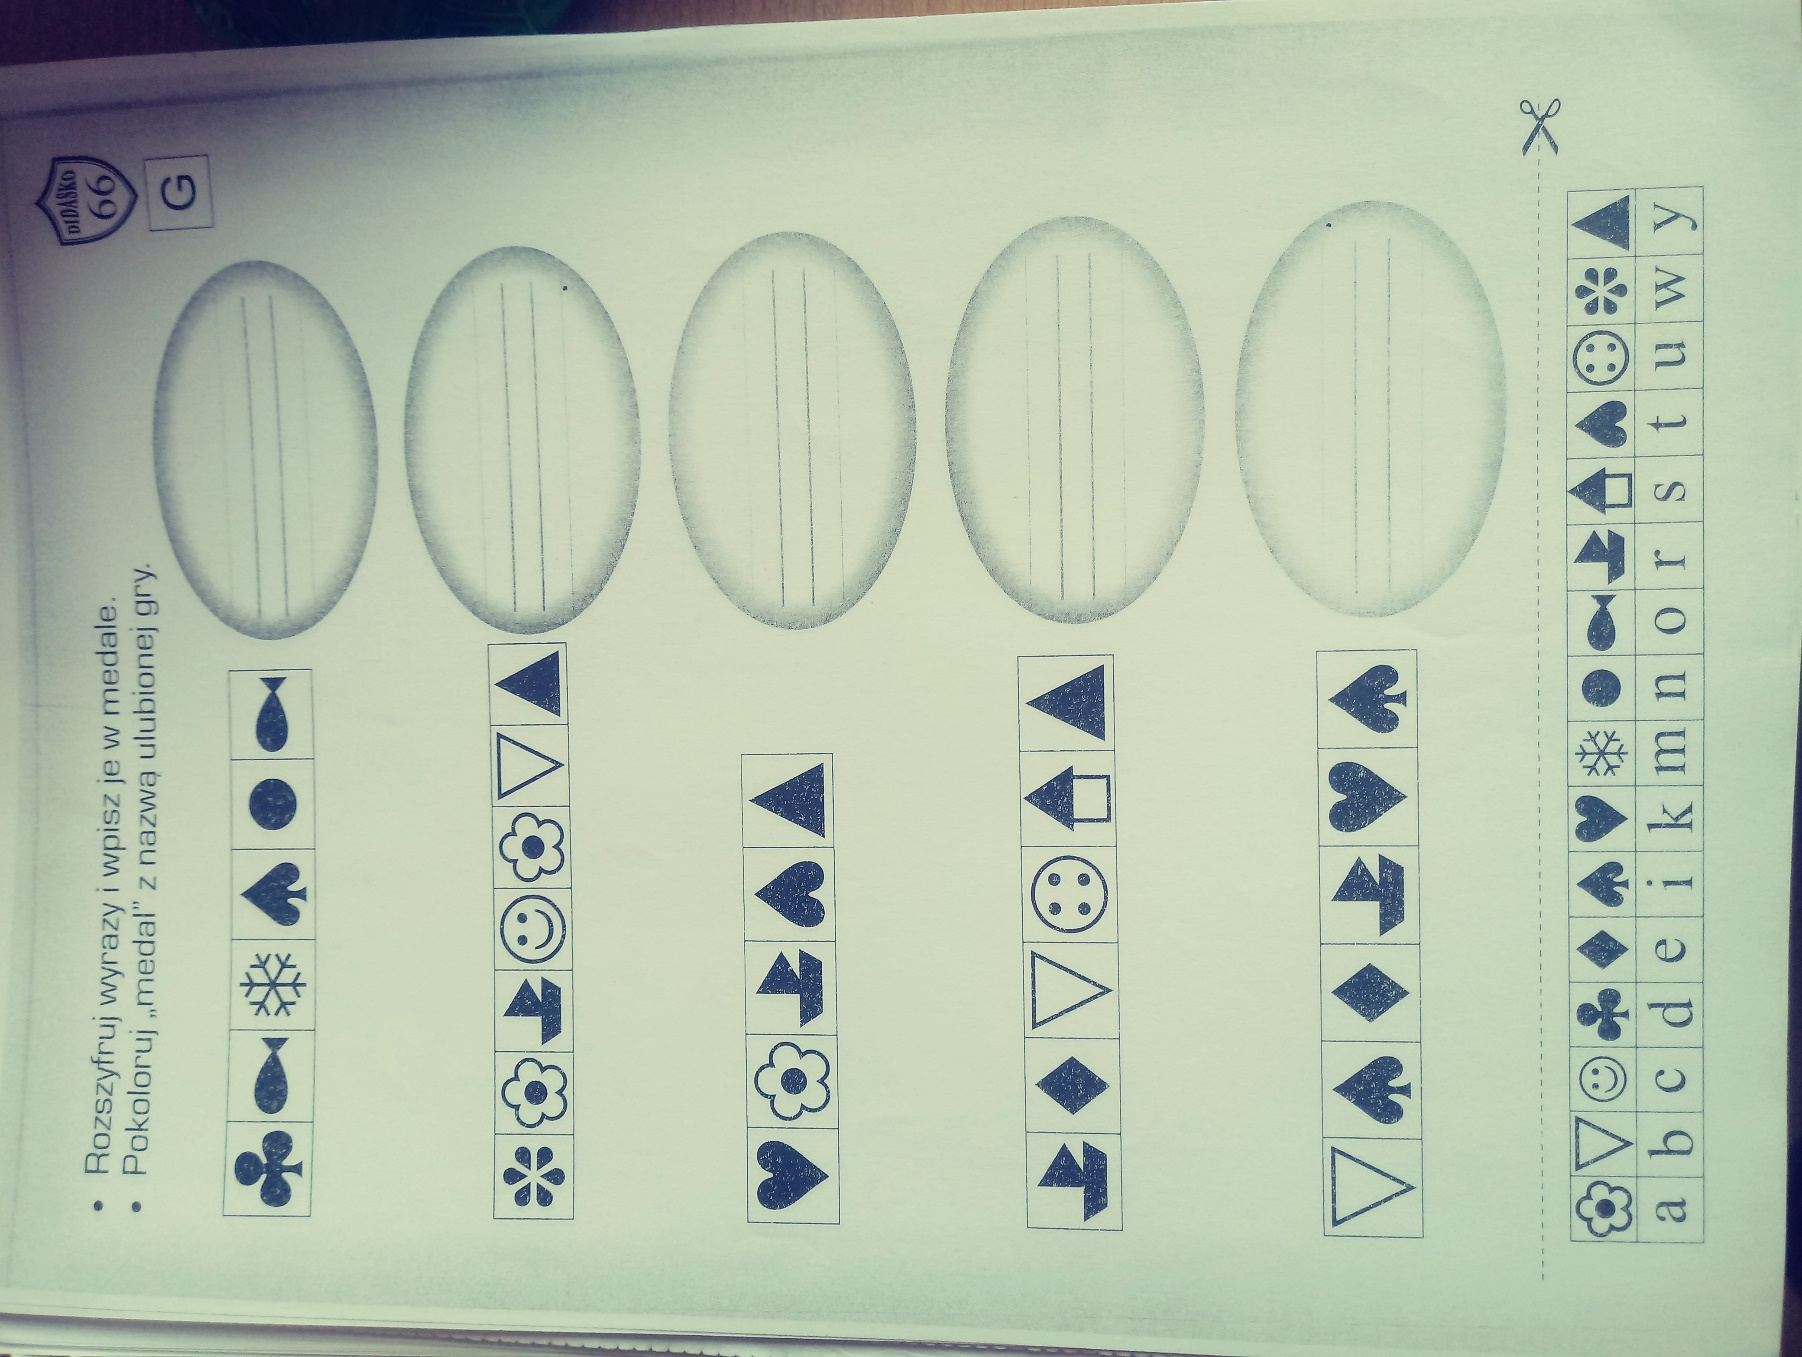 DIDASKO
66
G
• Rozszyfruj wyrazy i wpisz je w medale.
• Pokoloruj „medal” z nazwą ulubionej gry.
a b c d e i k m n o r s t u w y